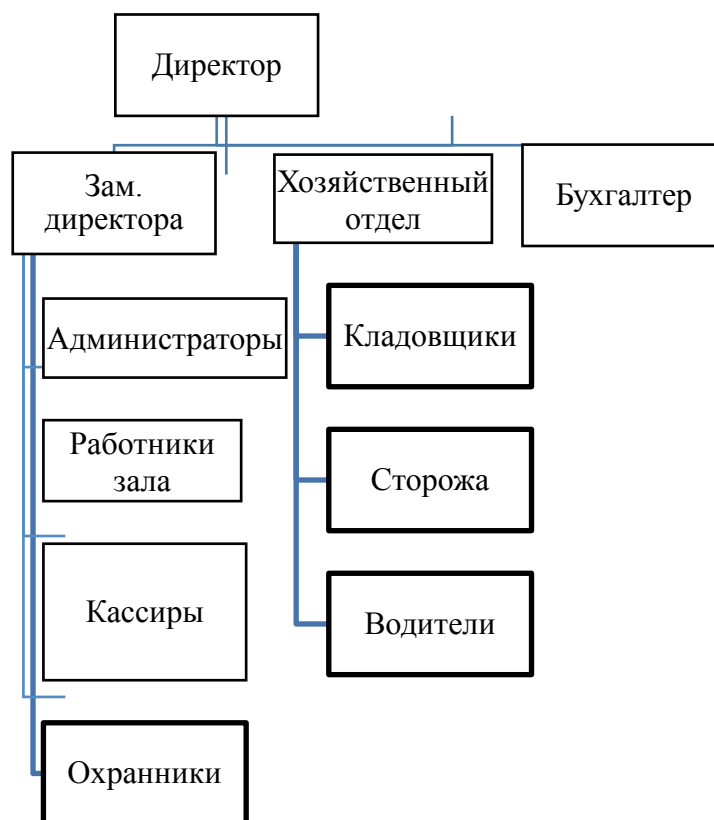 Директор
Зам.
директора
Хозяйственный
отдел
Бухгалтер
Администраторы
Кладовщики
Работники
зала
Сторожа
Кассиры
Водители
Охранники